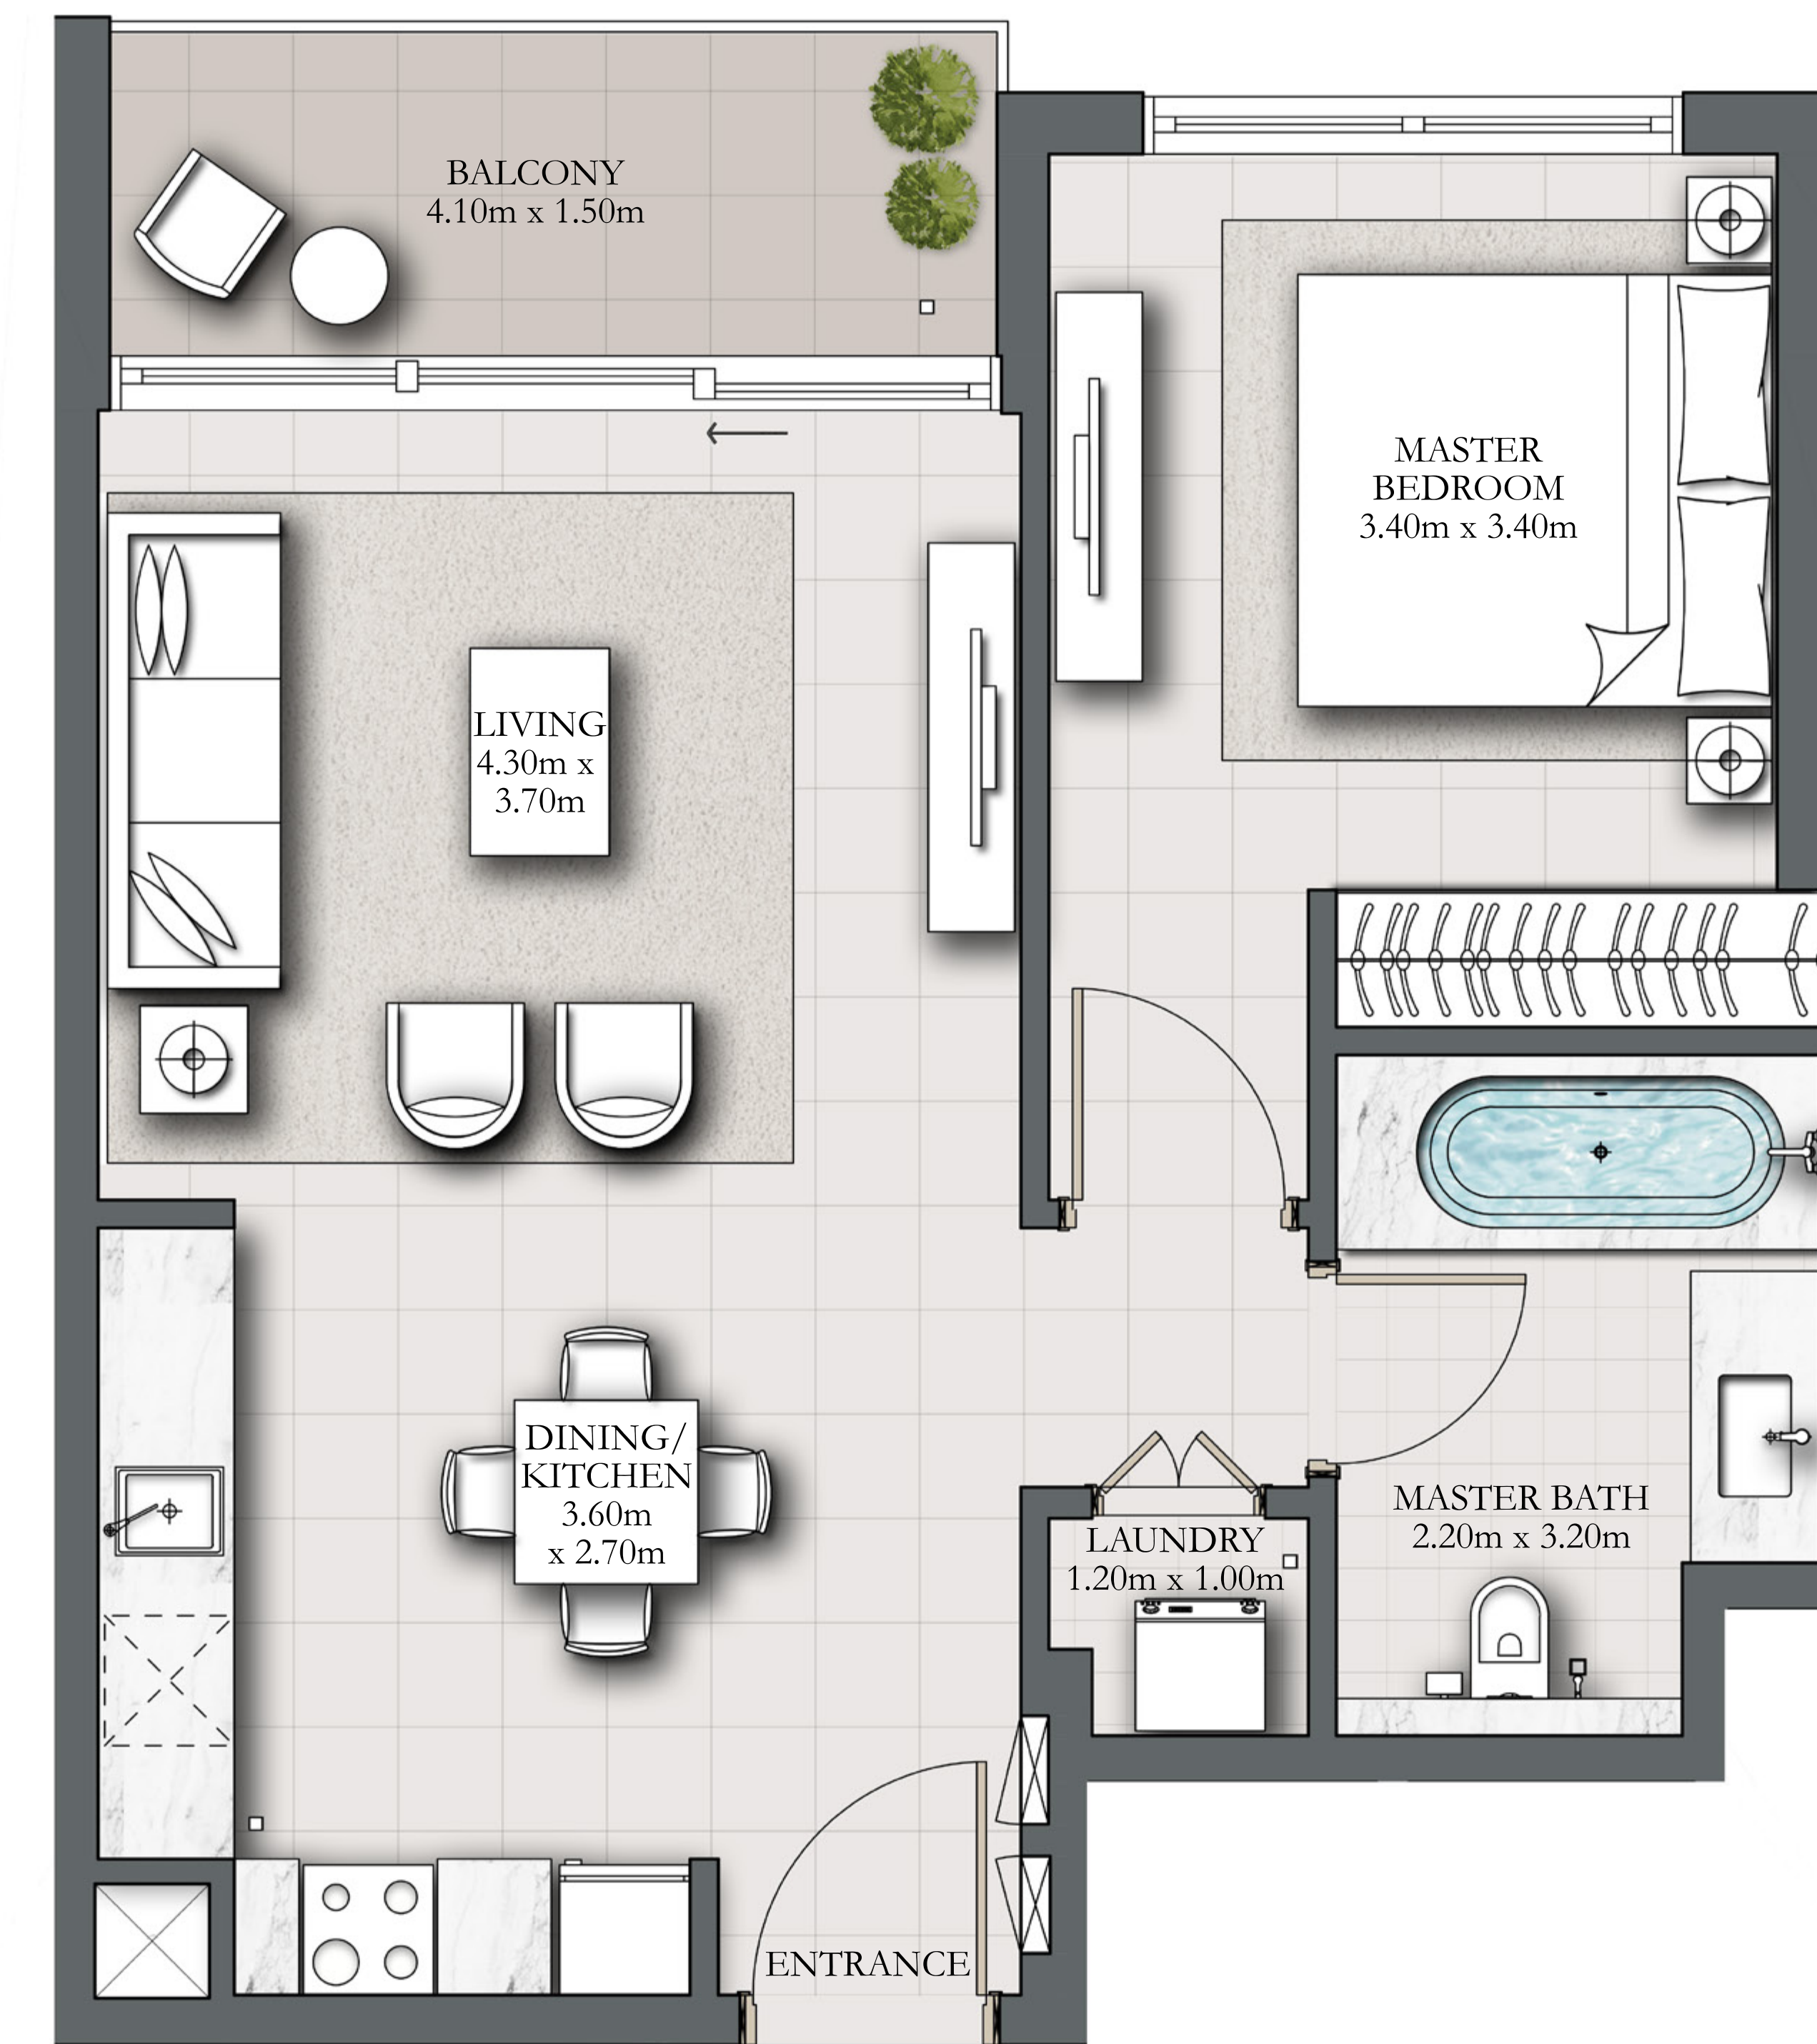 BALCONY
4.10m x 1.50m
MASTER
BEDROOM
3.40m x 3.40m
LIVING
4.30m x
3.70m
DINING/
KITCHEN
3.60m
x 2.70m
MASTER BATH
2.20m x 3.20m
LAUNDRY
1.20m x 1.00m
ENTRANCE